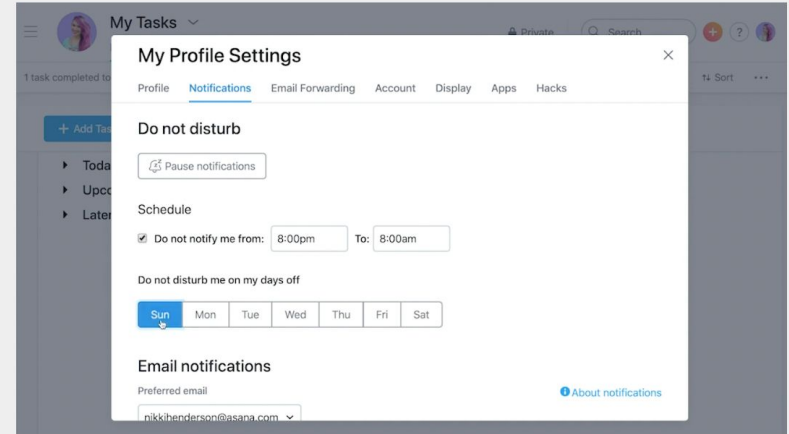 My Tasks
Private
Search
+
?
1 task completed to
Sort
+ Add Tas
Toda
Upco
Later
My Profile Settings
Profile Notifications Email Forwarding Account Display Apps Hacks
Do not disturb
Pause notifications
Schedule
Do not notify me from: 8:00pm To: 8:00am
Do not disturb me on my days off
Sun Mon Tue Wed Thu Fri Sat
Email notifications
Preferred email
About notifications
nikkihenderson@asana.com